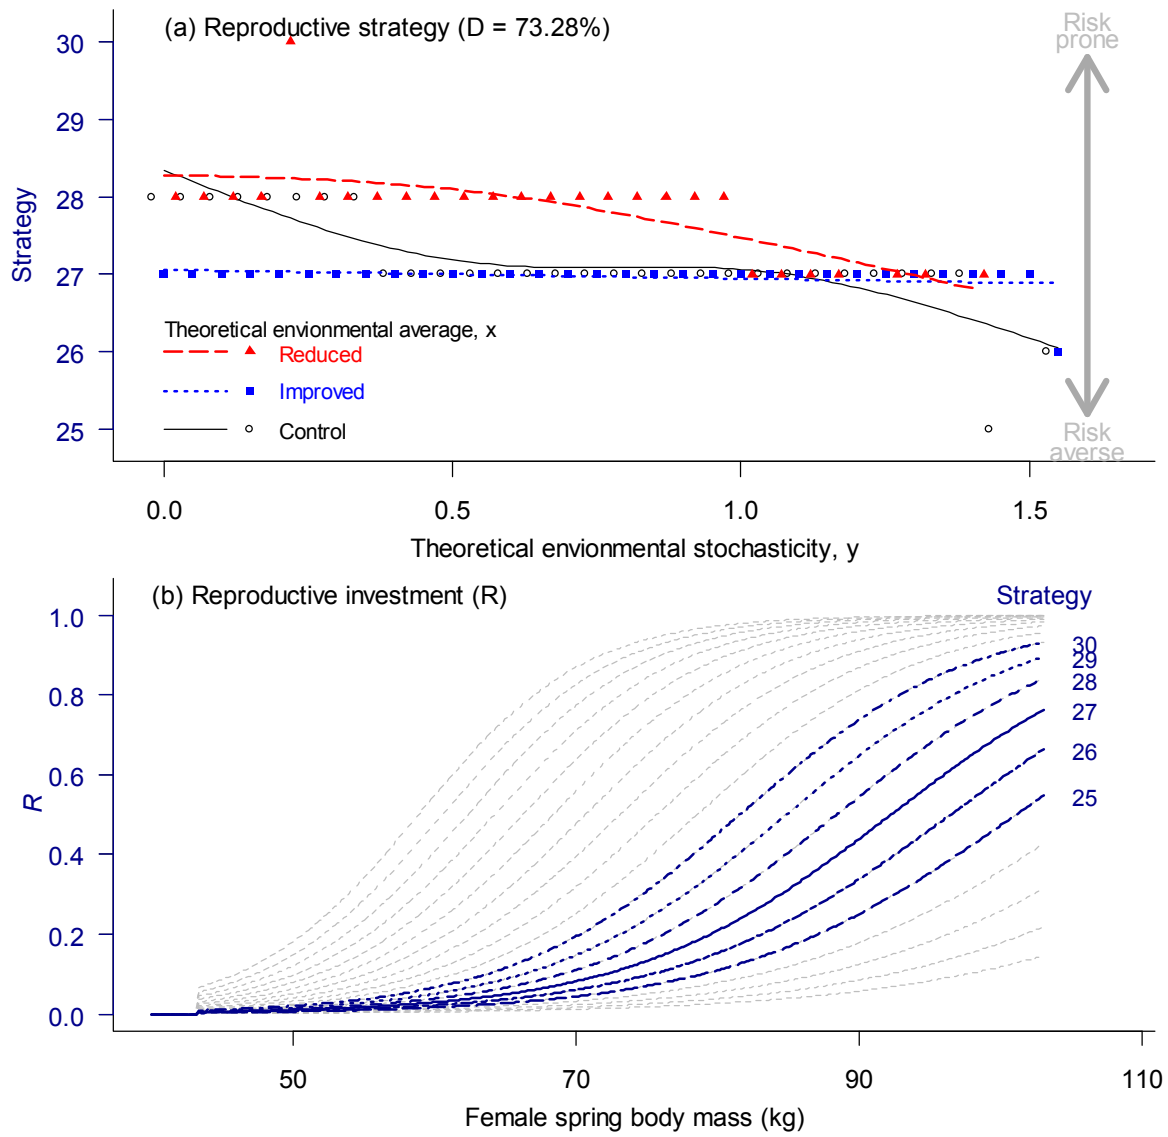 (a) Reproductive strategy (D = 73.28%)
Risk
prone
30
29
28
27
26
25
Strategy
Theoretical envionmental average, x
Reduced
Improved
Control
Risk
averse
0.0
0.5
1.0
1.5
Theoretical envionmental stochasticity, y
(b) Reproductive investment (R)
Strategy
1.0
0.8
0.6
0.4
0.2
0.0
R
30
29
28
27
26
25
50
70
90
110
Female spring body mass (kg)